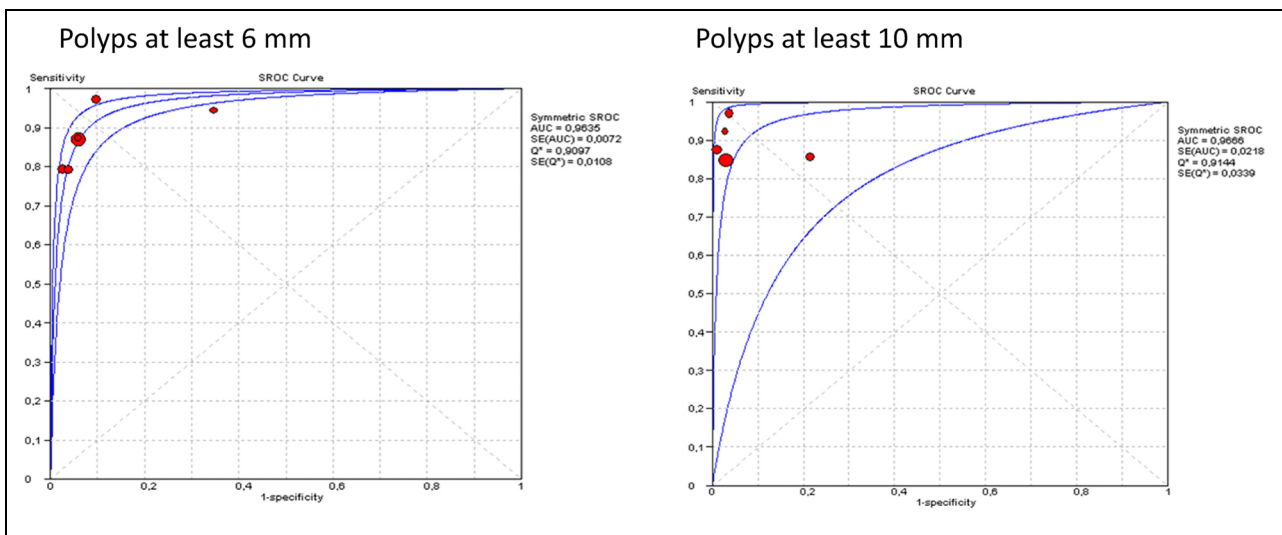 Polyps at least 6 mm
Sensitivity
SROC Curve
1
0,9
0,8
0,7
0,6
0,5
0,4
0,3
0,2
0,1
0
0
0,2
0,4
0,6
0,8
1
1-specificity
Symmetric SROC
AUC = 0,9635
SE(AUC) = 0,0072
Q* = 0,9097
SE(Q*) = 0,0108
Polyps at least 10 mm
Sensitivity
SROC Curve
1
0,9
0,8
0,7
0,6
0,5
0,4
0,3
0,2
0,1
0
0
0,2
0,4
0,6
0,8
1
1-specificity
Symmetric SROC
AUC = 0,9666
SE(AUC) = 0,0218
Q* = 0,9144
SE(Q*) = 0,0339